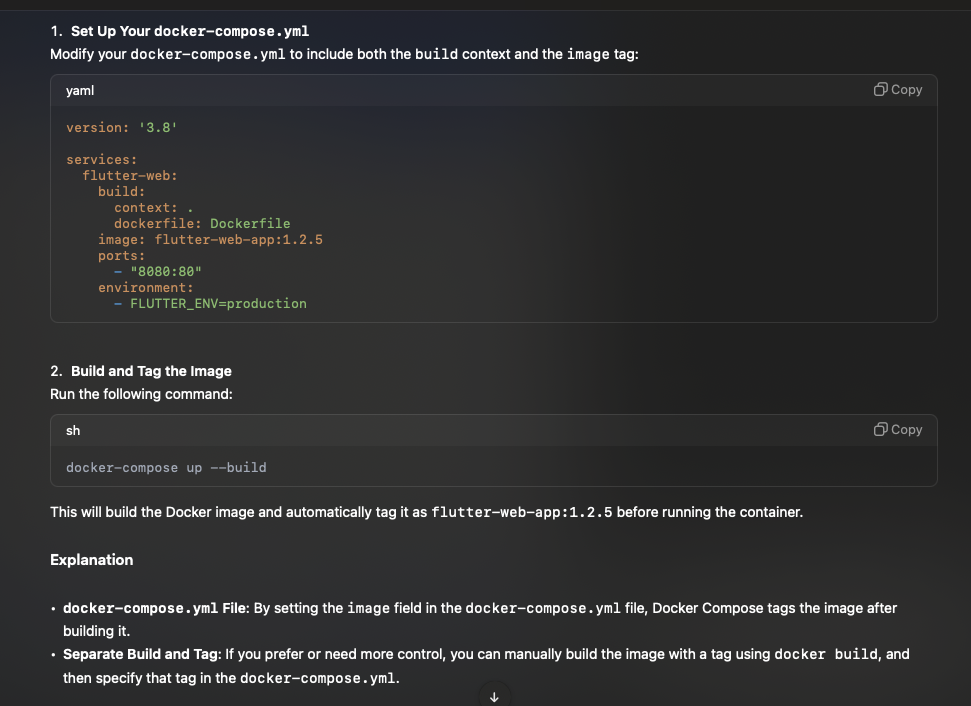 1. Set Up Your docker-compose.yml
Modify your docker-compose.yml to include both the build context and the image tag:
yaml
Copy
version: '3.8'
services:
  flutter-web:
    build:
      context: .
      dockerfile: Dockerfile
    image: flutter-web-app:1.2.5
    ports:
      - "8080:80"
    environment:
      - FLUTTER_ENV=production
2. Build and Tag the Image
Run the following command:
sh
Copy
docker-compose up --build
This will build the Docker image and automatically tag it as flutter-web-app:1.2.5 before running the container.
Explanation
• docker-compose.yml File: By setting the image field in the docker-compose.yml file, Docker Compose tags the image after
building it.
• Separate Build and Tag: If you prefer or need more control, you can manually build the image with a tag using docker build, and
then specify that tag in the docker-compose.yml.